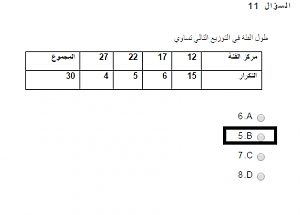 السؤال 11
طول الفئة في التوزيع التالي تساوي
مركز الفئة 12 17 22 27 المجموع
التكرار 15 6 5 4 30
6.A
5.B
7.C
8.D